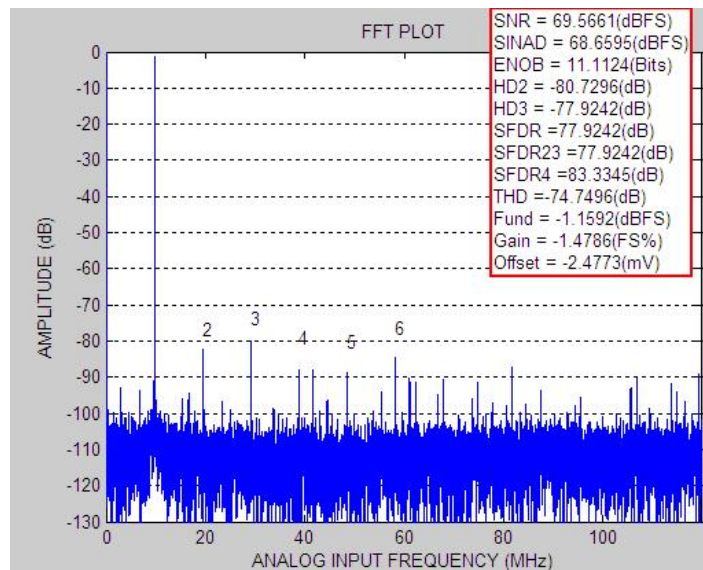 FFT PLOT
SNR = 69.5661(dBFS)
SINAD = 68.6595(dBFS)
ENOB = 11.1124(Bits)
HD2 = -80.7296(dB)
HD3 = -77.9242(dB)
SFDR =77.9242(dB)
SFDR23 =77.9242(dB)
SFDR4 =83.3345(dB)
THD =-74.7496(dB)
Fund = -1.1592(dBFS)
Gain = -1.4786(FS%)
Offset = -2.4773(mV)
AMPLITUDE (dB)
0
-10
-20
-30
-40
-50
-60
-70
-80
-90
-100
-110
-120
-130
2
3
4
5
6
0
20
40
60
80
100
ANALOG INPUT FREQUENCY (MHz)